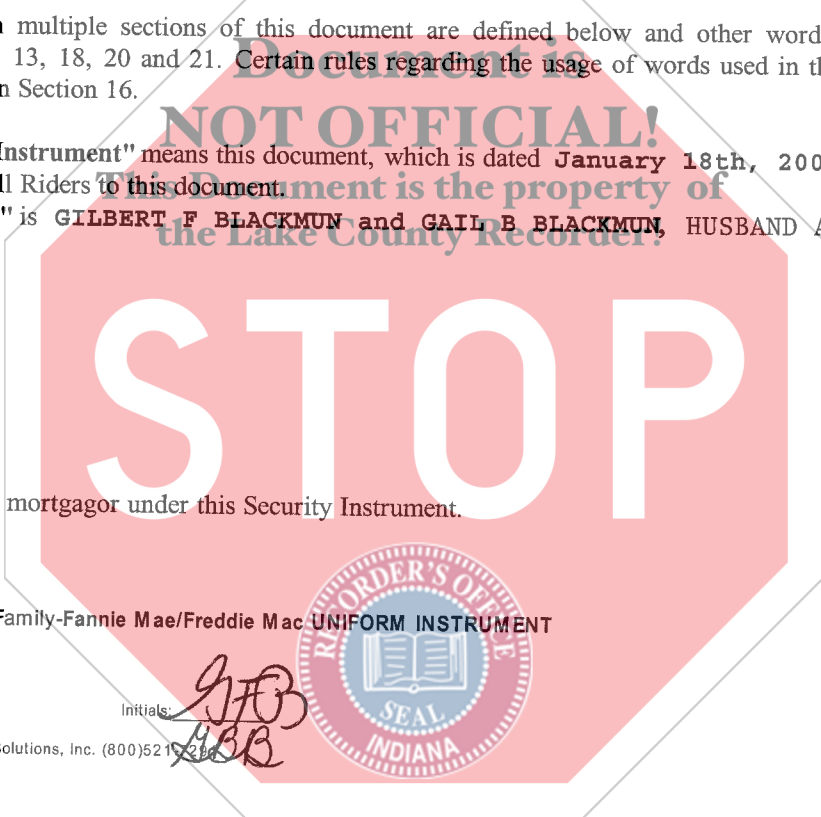 multiple sections of this document are defined below and other word
13, 18, 20 and 21. Certain rules regarding the usage of words used in
Section 16.
Document is
NOT OFFICIAL!
Instrument" means this document, which is dated January 18th, 200
ll Riders to this document.
This Document is the property of
" is GILBERT F BLACKMUN and GAIL B BLACKMUN, HUSBAND
the Lake County Recorder!
STOP
mortgagor under this Security Instrument.
Family-Fannie Mae/Freddie Mac UNIFORM INSTRUMENT
RECORDER'S OFFICE
SEAL
INDIANA
Initials: GFB
GBB
olutions, Inc. (800)521-